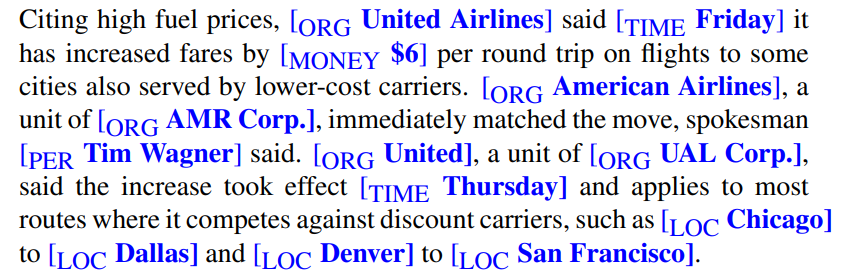 Citing high fuel prices, [ORG United Airlines] said [TIME Friday] it
has increased fares by [MONEY $6] per round trip on flights to some
cities also served by lower-cost carriers. [ORG American Airlines], a
unit of [ORG AMR Corp.], immediately matched the move, spokesman
[PER Tim Wagner] said. [ORG United], a unit of [ORG UAL Corp.],
said the increase took effect [TIME Thursday] and applies to most
routes where it competes against discount carriers, such as [LOC Chicago]
to [LOC Dallas] and [LOC Denver] to [LOC San Francisco].